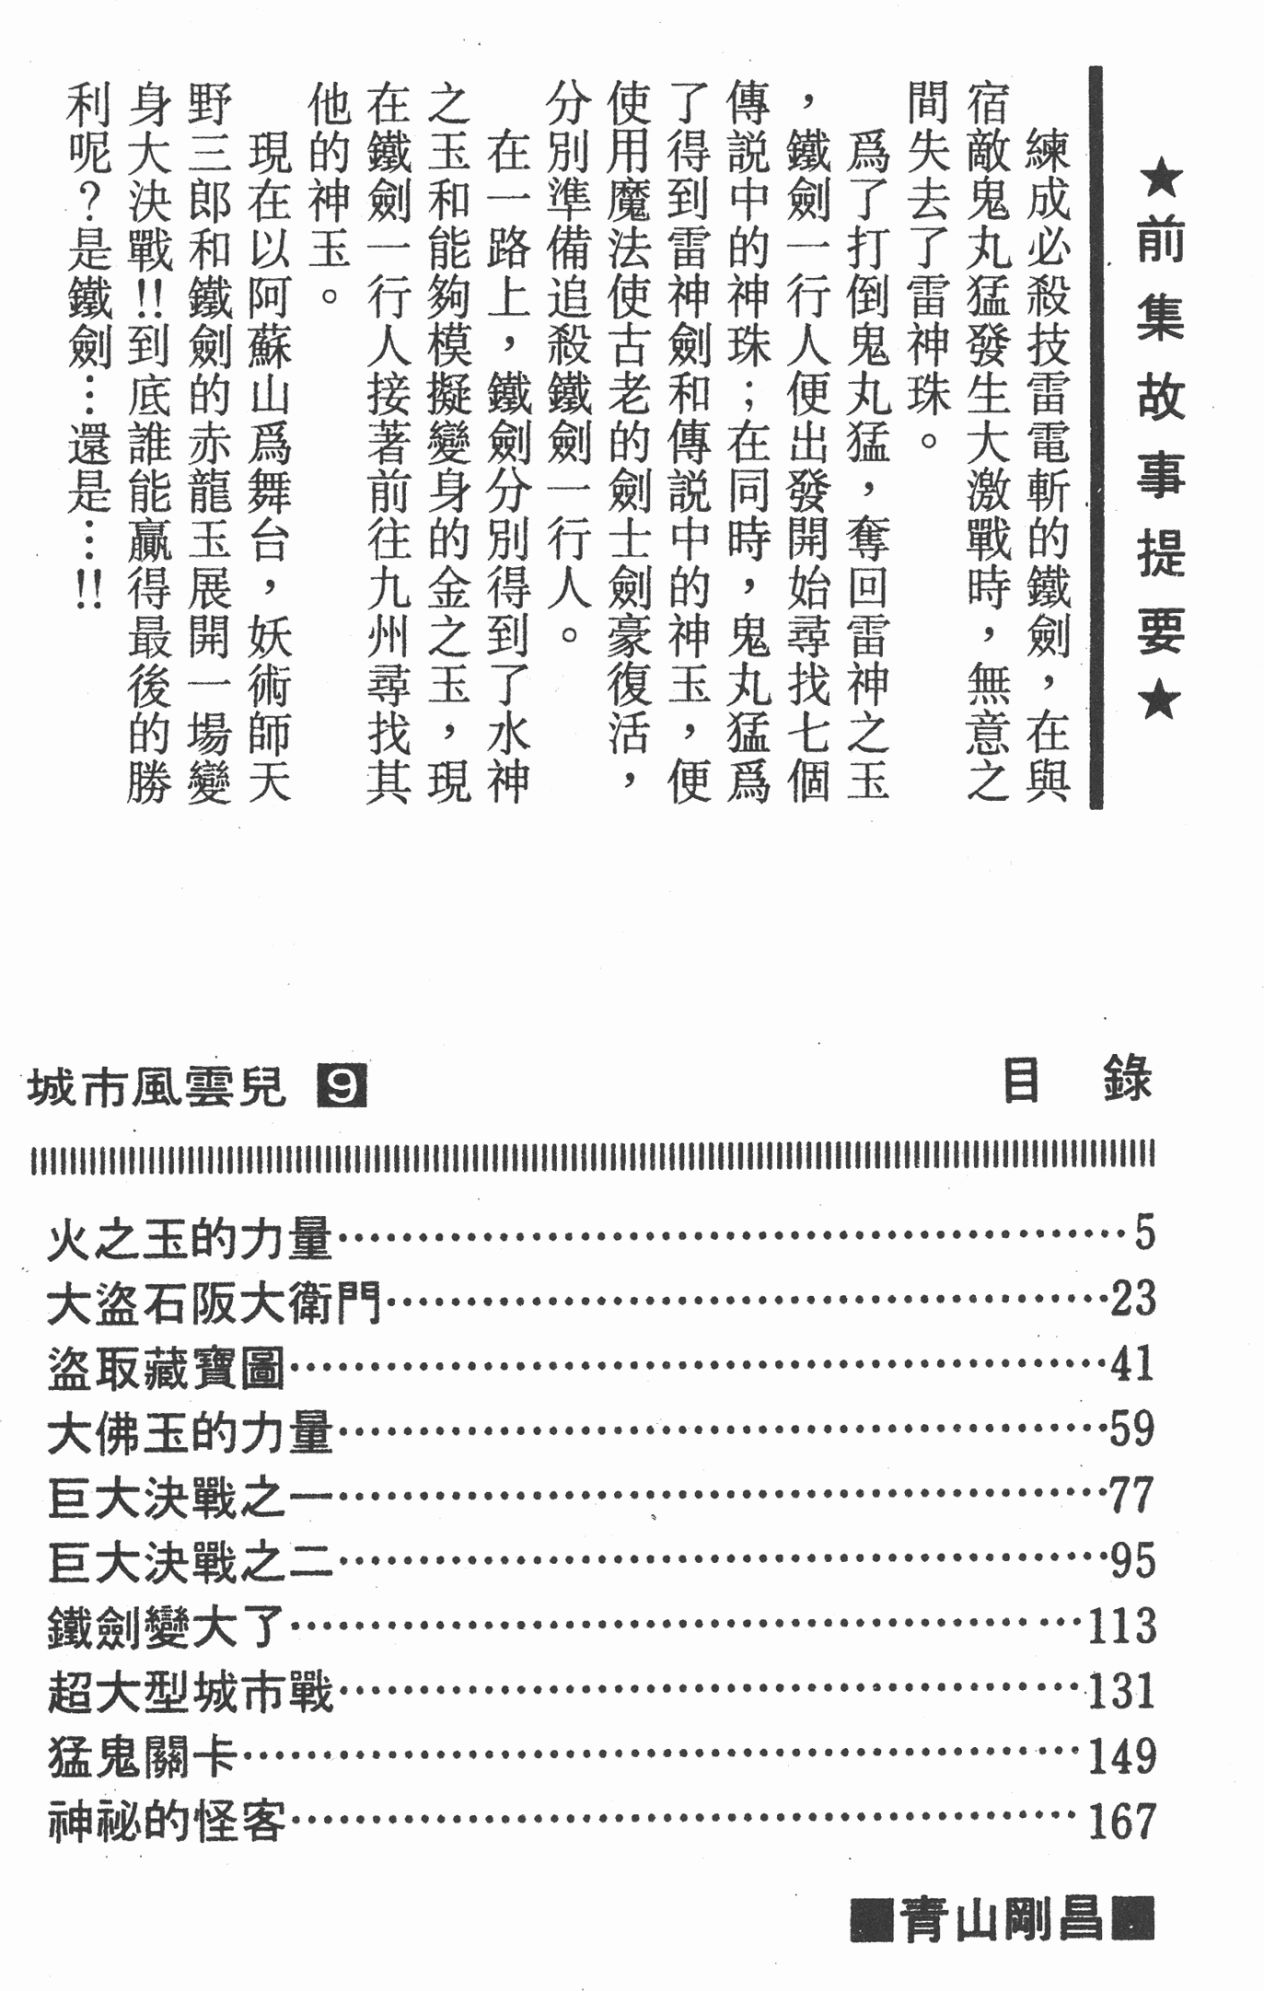 ★前集故事提要★
練成必殺技雷電斬的鐵劍，在與
宿敵鬼丸猛發生大激戰時，無意之
間失去了雷神珠。
爲了打倒鬼丸猛，奪回雷神之玉
，鐵劍一行人便出發開始尋找七個
傳説中的神珠；在同時，鬼丸猛爲
了得到雷神劍和傳説中的神玉，便
使用魔法使古老的劍士劍豪復活，
分別準備追殺鐵劍一行人。
在一路上，鐵劍分別得到了水神
之玉和能夠模擬變身的金之玉，現
在鐵劍一行人接著前往九州尋找其
他的神玉。
現在以阿蘇山爲舞台，妖術師天
野三郎和鐵劍的赤龍玉展開一場變
身大決戰!!到底誰能贏得最後的勝
利呢？是鐵劍…還是…!!
城市風雲兒 9
目 錄
火之玉的力量……………………5
大盜石阪大衛門……………………23
盜取藏寶圖……………………41
大佛玉的力量……………………59
巨大決戰之一……………………77
巨大決戰之二……………………95
鐵劍變大了……………………113
超大型城市戰……………………131
猛鬼關卡……………………149
神祕的怪客……………………167
■青山剛昌■